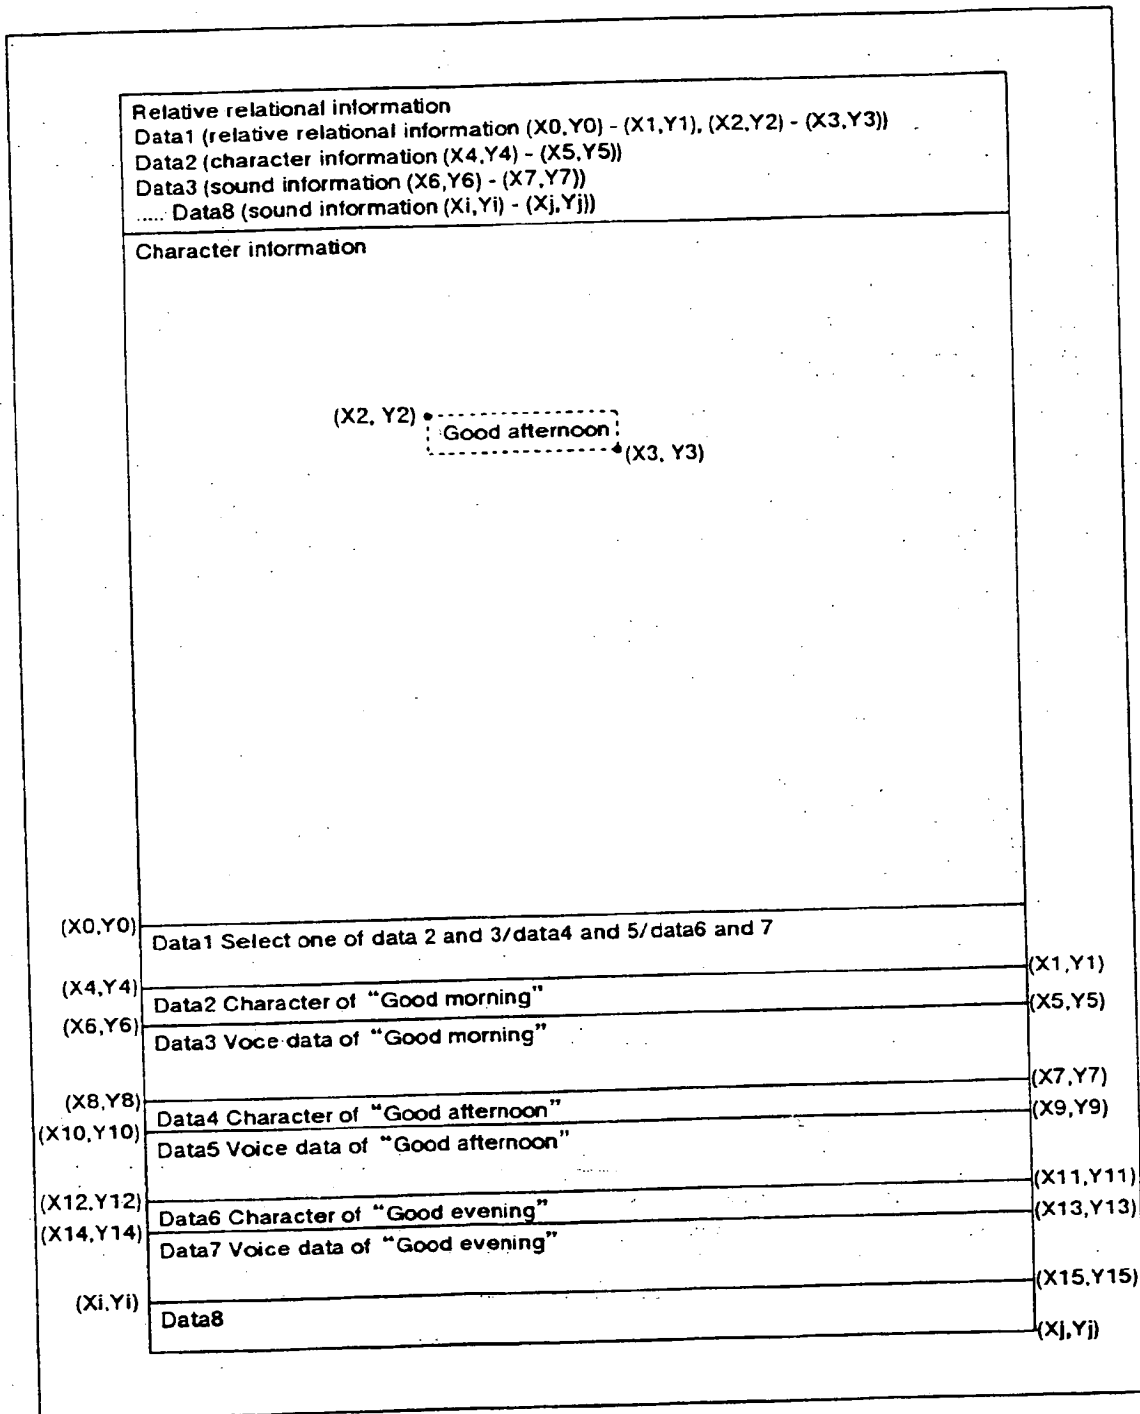 Relative relational information
Data1 (relative relational information (X0,Y0) - (X1,Y1), (X2,Y2) - (X3,Y3))
Data2 (character information (X4,Y4) - (X5,Y5))
Data3 (sound information (X6,Y6) - (X7,Y7))
..... Data8 (sound information (Xi,Yi) - (Xj,Yj))
Character information
(X2, Y2)
Good afternoon
(X3, Y3)
(X0,Y0)
Data1 Select one of data 2 and 3/data4 and 5/data6 and 7
(X1,Y1)
(X4,Y4)
Data2 Character of “Good morning”
(X5,Y5)
(X6,Y6)
Data3 Voce data of “Good morning”
(X7,Y7)
(X8,Y8)
Data4 Character of “Good afternoon”
(X9,Y9)
(X10,Y10)
Data5 Voice data of “Good afternoon”
(X11,Y11)
(X12,Y12)
Data6 Character of “Good evening”
(X13,Y13)
(X14,Y14)
Data7 Voice data of “Good evening”
(X15,Y15)
(Xi,Yi)
Data8
(Xj,Yj)